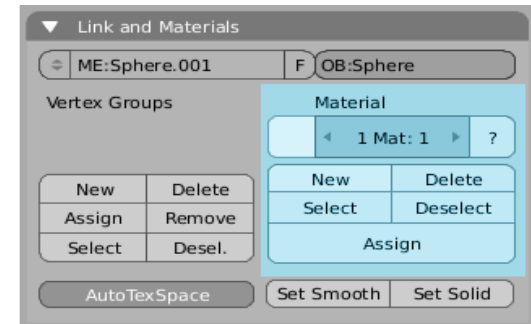 Link and Materials
ME:Sphere.001 F OB:Sphere
Vertex Groups Material
1 Mat: 1 ?
New Delete New Delete
Assign Remove Select Deselect
Select Desel. Assign
AutoTexSpace Set Smooth Set Solid